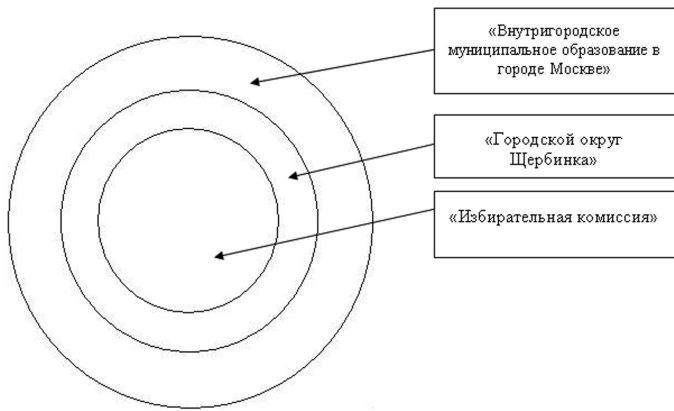 «Внутригородское
муниципальное образование в
городе Москве»
«Городской округ
Щербинка»
«Избирательная комиссия»